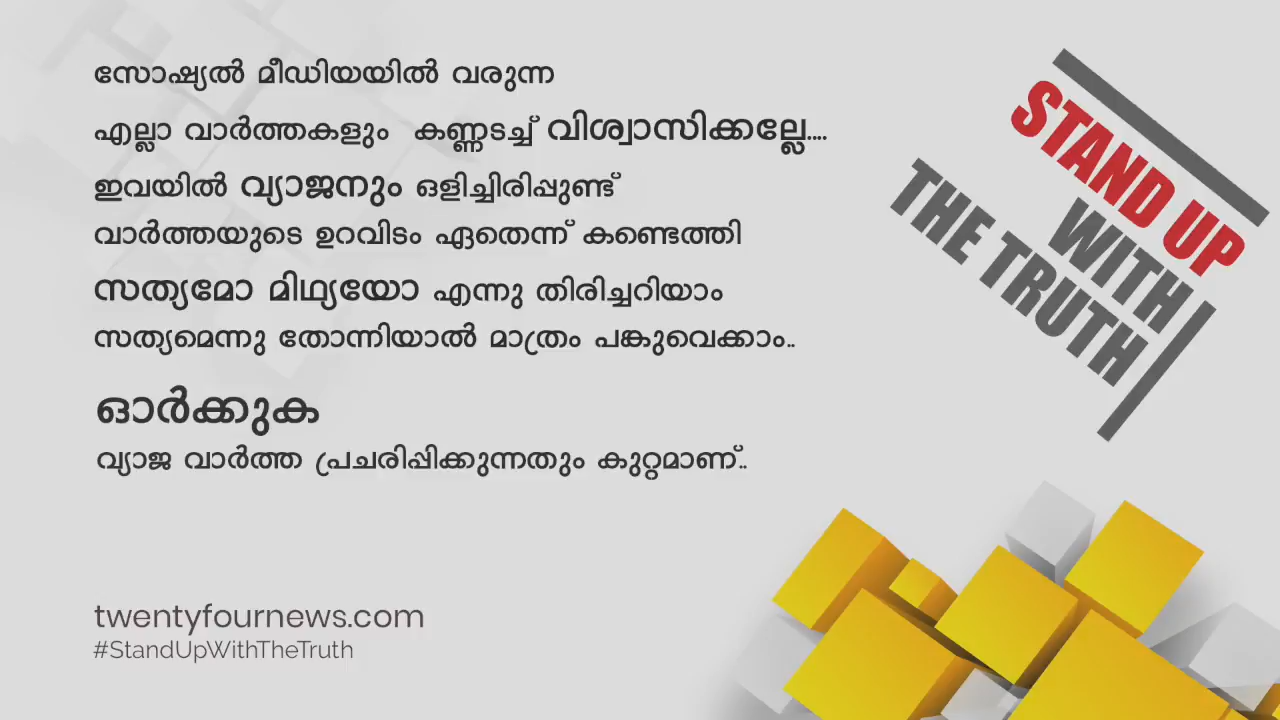 സോഷ്യൽ മീഡിയയിൽ വരുന്ന
എല്ലാ വാർത്തകളും കണ്ണടച്ച് വിശ്വാസിക്കല്ലേ....
ഇവയിൽ വ്യാജനും ഒളിച്ചിരിപ്പുണ്ട്
വാർത്തയുടെ ഉറവിടം ഏതെന്ന് കണ്ടെത്തി
സത്യമോ മിഥ്യയോ എന്നു തിരിച്ചറിയാം
സത്യമെന്നു തോന്നിയാൽ മാത്രം പങ്കുവെക്കാം..
ഓർക്കുക
വ്യാജ വാർത്ത പ്രചരിപ്പിക്കുന്നതും കുറ്റമാണ്..
STAND UP
WITH
THE TRUTH
twentyfournews.com
#StandUpWithTheTruth